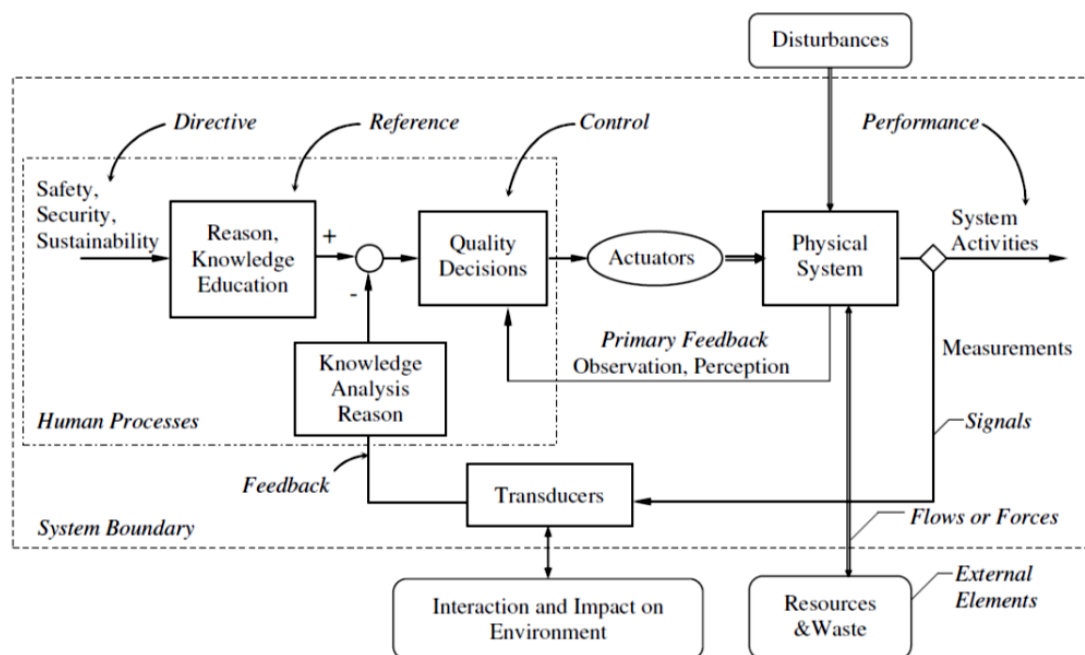 Disturbances
Directive
Reference
Control
Performance
Safety,
Security,
Sustainability
Reason,
Knowledge
Education
+
-
Quality
Decisions
Actuators
Physical
System
System
Activities
Primary Feedback
Observation, Perception
Measurements
Knowledge
Analysis
Reason
Human Processes
Signals
Feedback
Transducers
Flows or Forces
System Boundary
External
Elements
Interaction and Impact on
Environment
Resources
&Waste